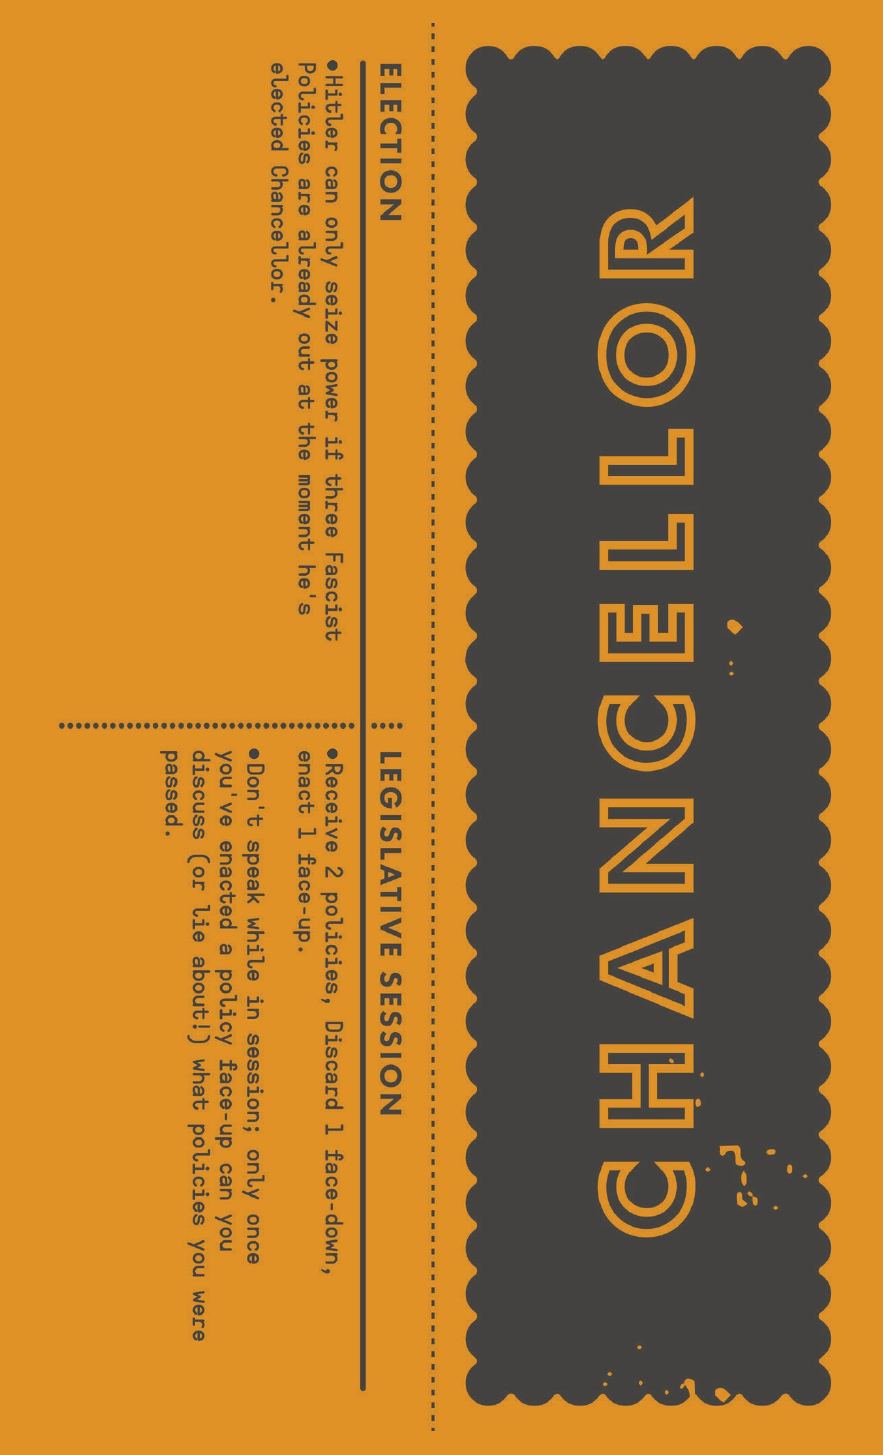 CHANCELLOR
ELECTION
•Hitler can only seize power if three Fascist
Policies are already out at the moment he's
elected Chancellor.
LEGISLATIVE SESSION
•Receive 2 policies, Discard 1 face-down,
enact 1 face-up.
•Don't speak while in session; only once
you've enacted a policy face-up can you
discuss (or lie about!) what policies you were
passed.